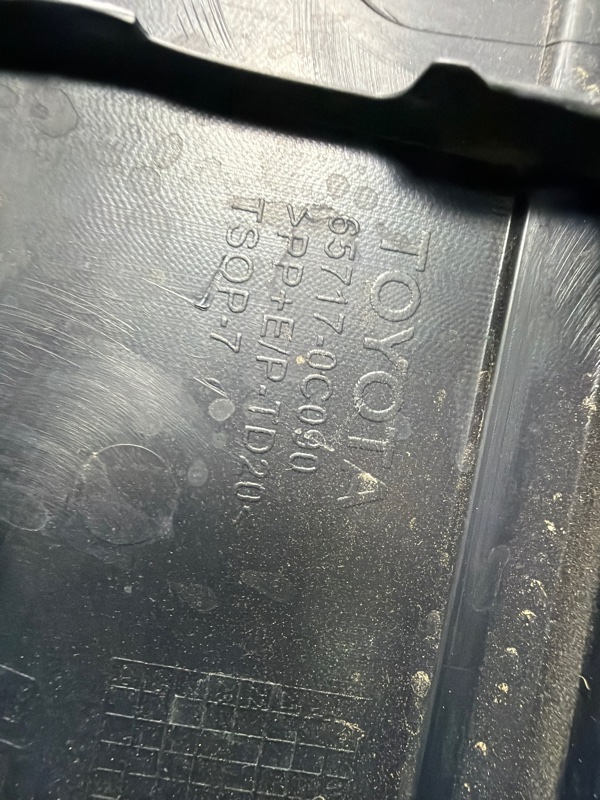 TOYOTA
65717-0C090
>PP+E/P-TD20<
TSOP-7